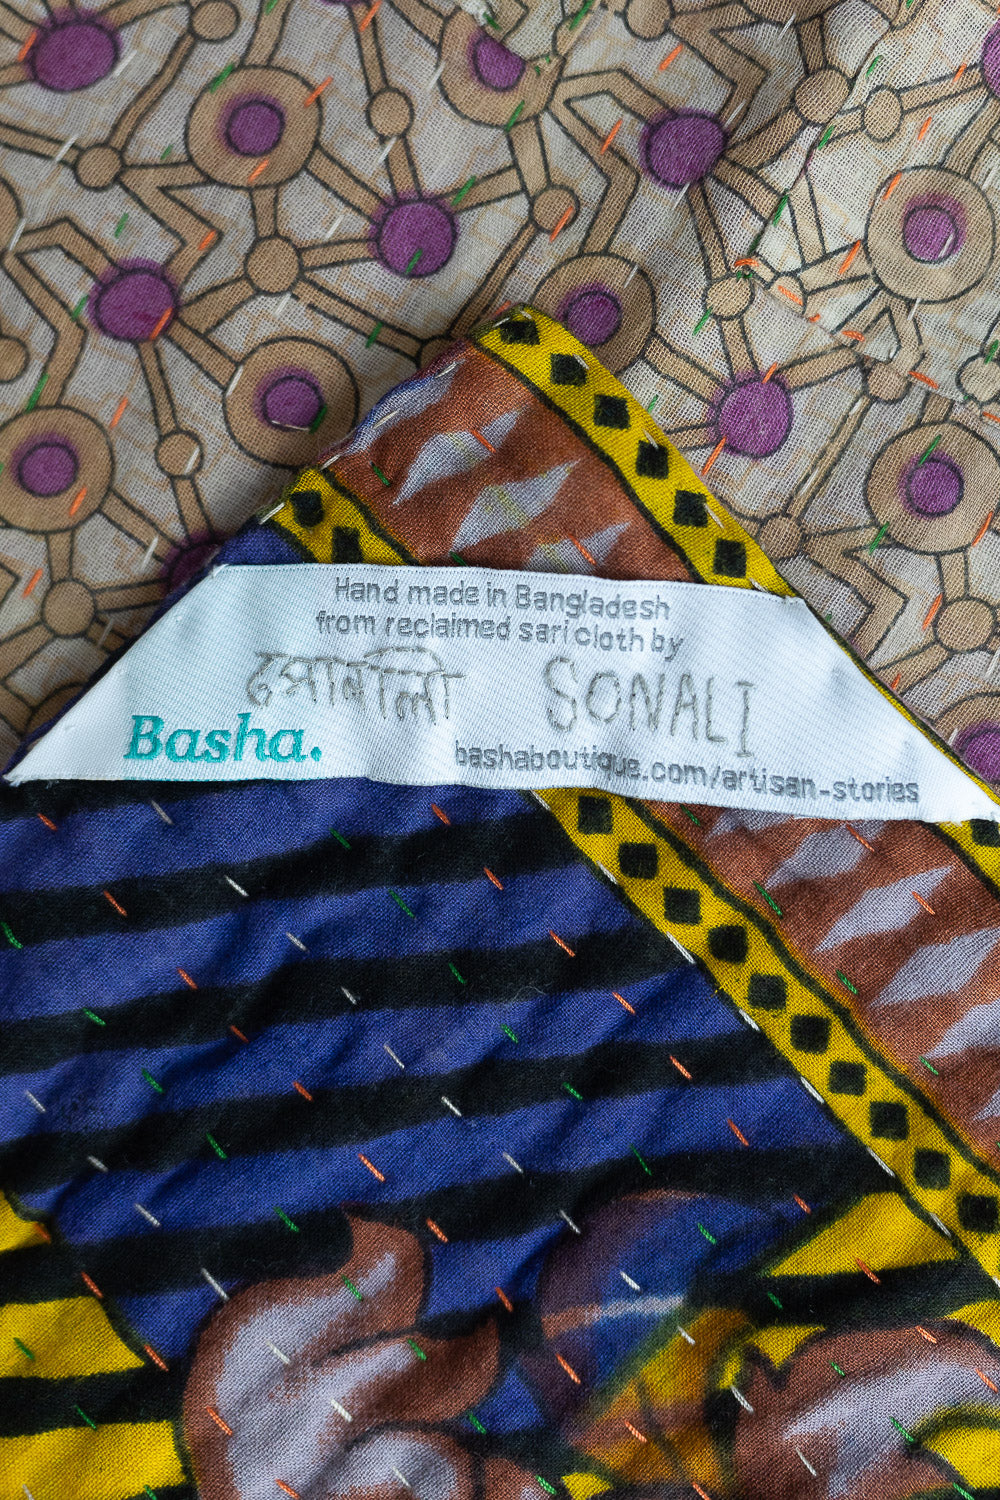 Hand made in Bangladesh
from reclaimed sari cloth by
SONALI
Basha.
bashaboutique.com/artisan-stories